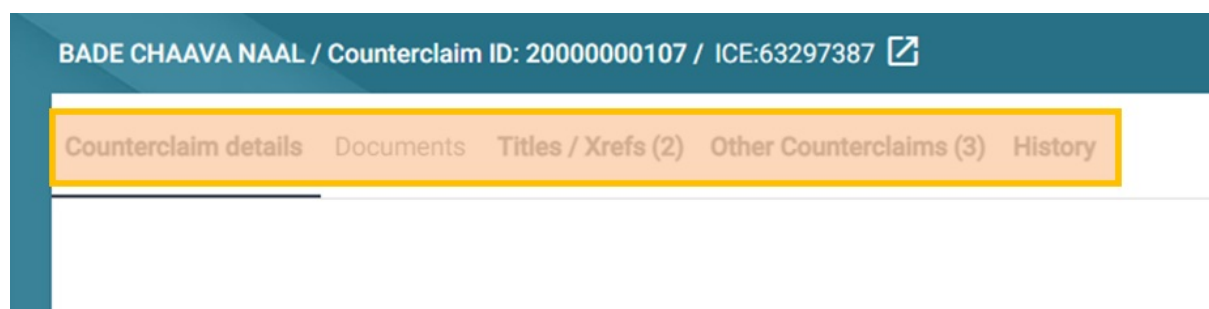 BADE CHAAVA NAAL / Counterclaim ID: 20000000107 / ICE:63297387
Counterclaim details Documents Titles / Xrefs (2) Other Counterclaims (3) History